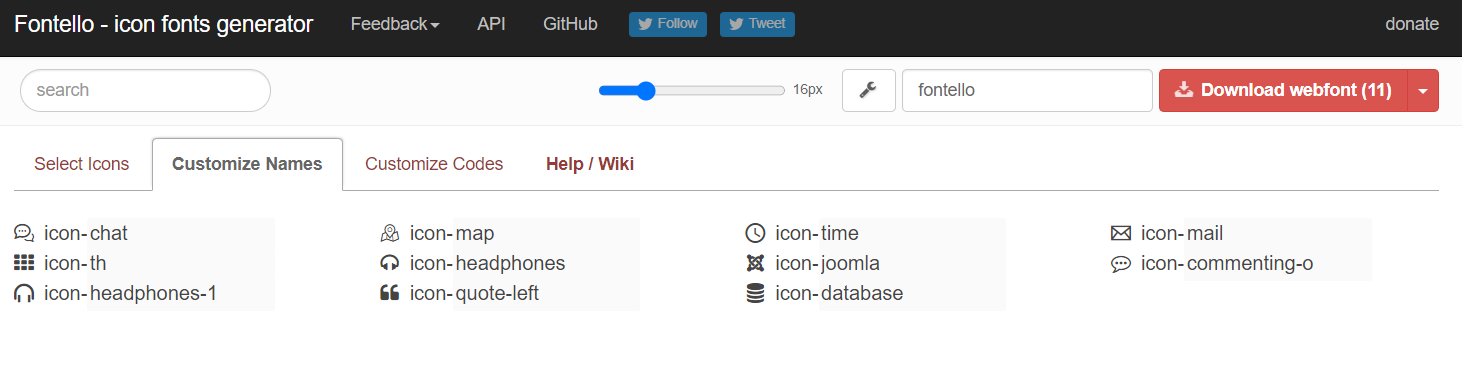 Fontello - icon fonts generator Feedback API GitHub Follow Tweet donate
search 16px fontello Download webfont (11)
Select Icons Customize Names Customize Codes Help / Wiki
icon-chat icon-map icon-time icon-mail
icon-th icon-headphones icon-joomla icon-commenting-o
icon-headphones-1 icon-quote-left icon-database